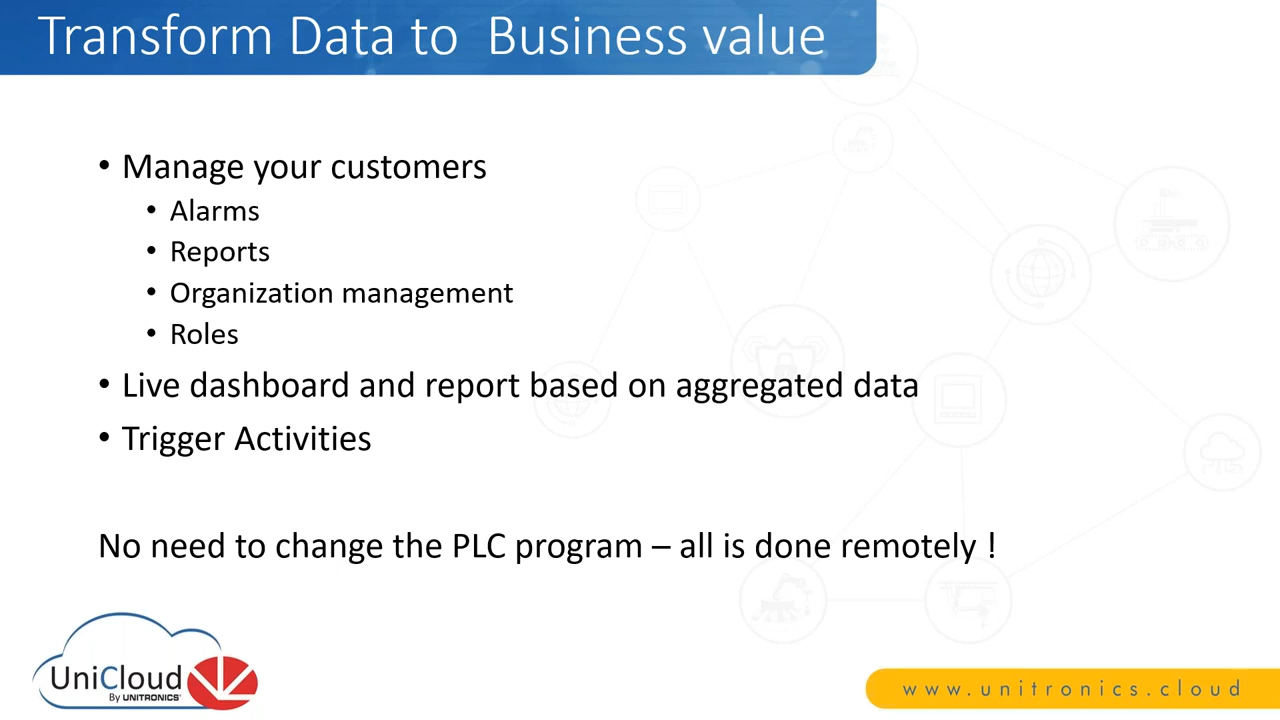 Transform Data to  Business value
• Manage your customers
• Alarms
• Reports
• Organization management
• Roles
• Live dashboard and report based on aggregated data
• Trigger Activities
No need to change the PLC program – all is done remotely !
UniCloud
By UNITRONICS
www.unitronics.cloud